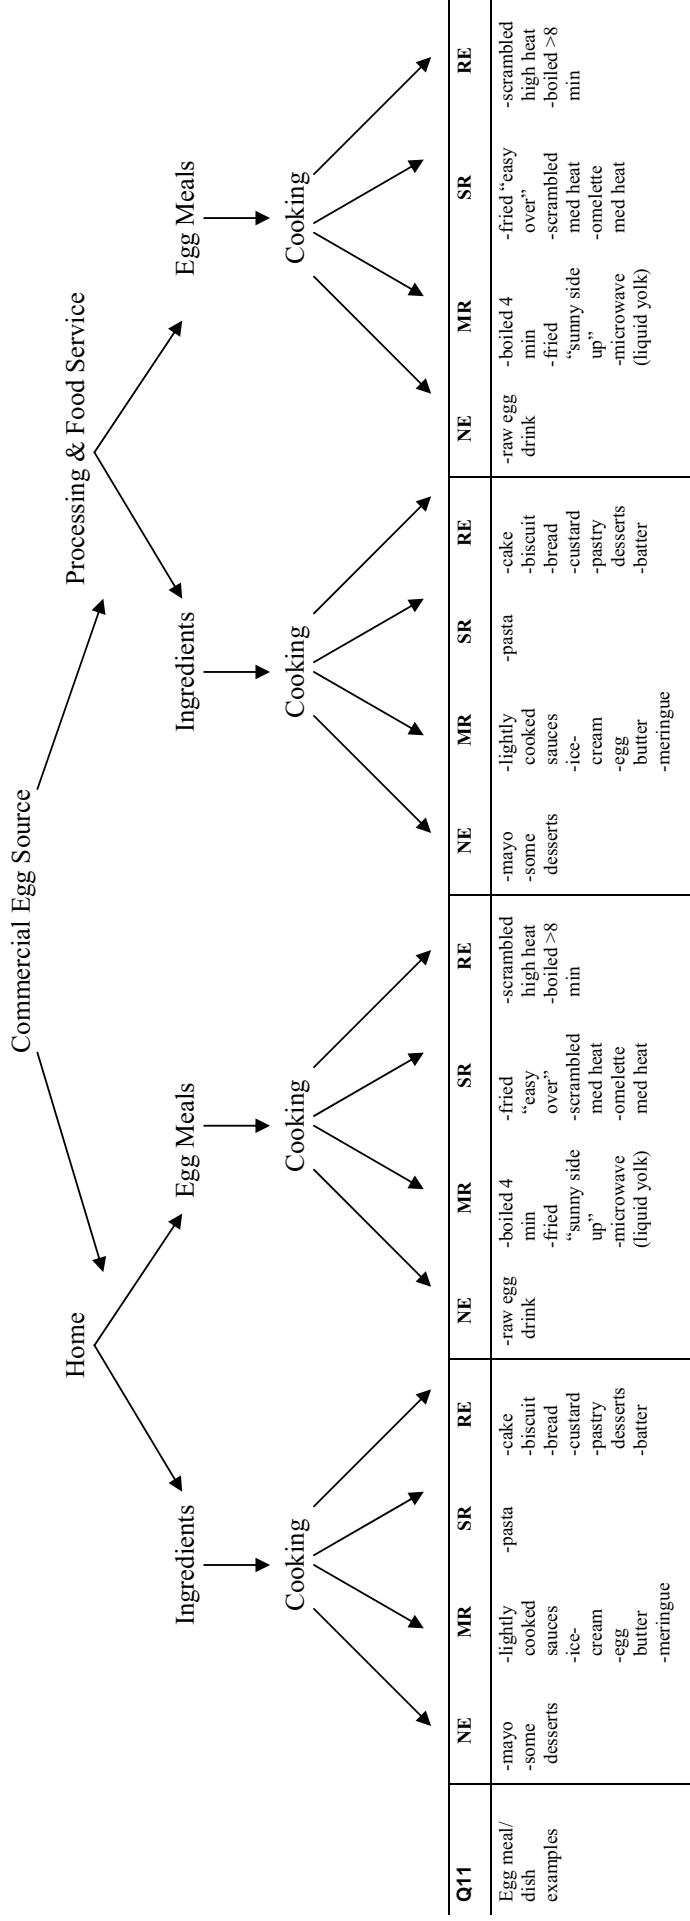 Commercial Egg Source
Home
Processing & Food Service
Ingredients
Egg Meals
Ingredients
Egg Meals
Cooking
Cooking
Cooking
Cooking
Q11
NE
MR
SR
RE
NE
MR
SR
RE
NE
MR
SR
RE
NE
MR
SR
RE
Egg meal/
dish
examples
-mayo
-some
desserts
-lightly
cooked
sauces
-ice-
cream
-egg
butter
-meringue
-pasta
-cake
-biscuit
-bread
-custard
-pastry
desserts
-batter
-raw egg
drink
-boiled 4
min
-fried
“sunny side
up”
-microwave
(liquid yolk)
-fried
“easy
over”
-scrambled
med heat
-omelette
med heat
-scrambled
high heat
-boiled >8
min
-mayo
-some
desserts
-lightly
cooked
sauces
-ice-
cream
-egg
butter
-meringue
-pasta
-cake
-biscuit
-bread
-custard
-pastry
desserts
-batter
-raw egg
drink
-boiled 4
min
-fried
“sunny side
up”
-microwave
(liquid yolk)
-fried “easy
over”
-scrambled
med heat
-omelette
med heat
-scrambled
high heat
-boiled >8
min